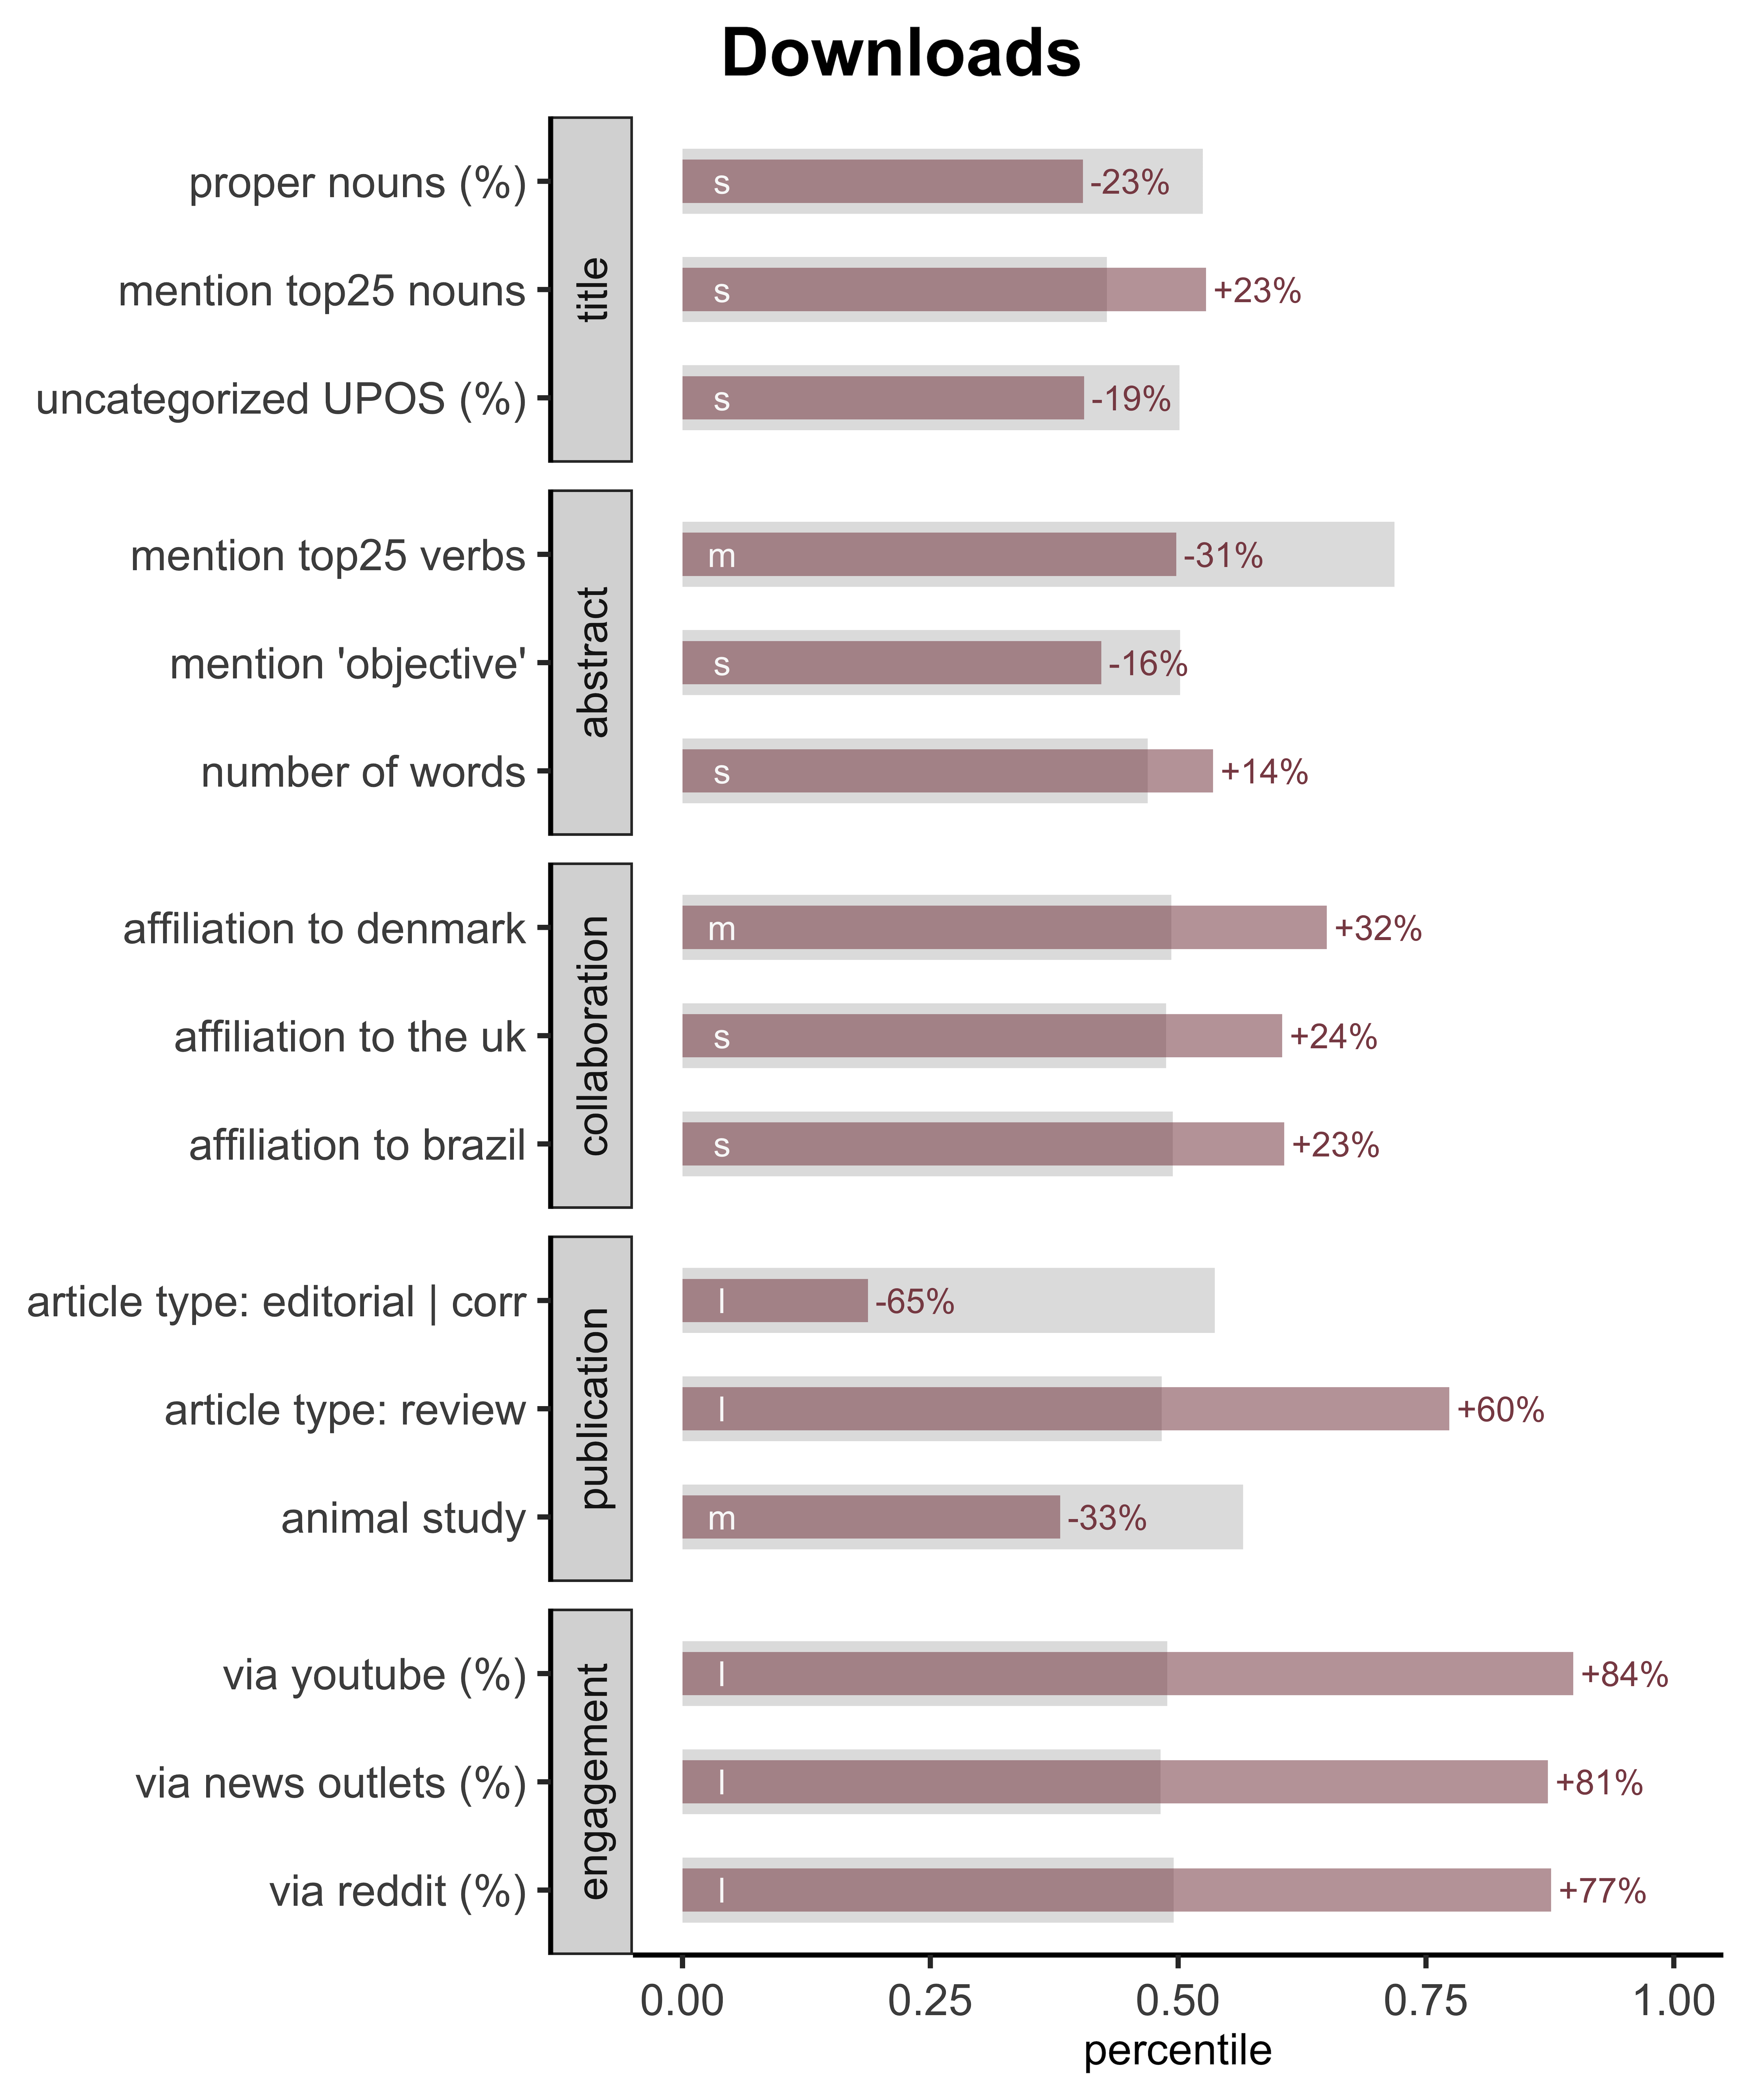 Downloads
title
proper nouns (%) s -23%
mention top25 nouns s +23%
uncategorized UPOS (%) s -19%
abstract
mention top25 verbs m -31%
mention 'objective' s -16%
number of words s +14%
collaboration
affiliation to denmark m +32%
affiliation to the uk s +24%
affiliation to brazil s +23%
publication
article type: editorial | corr l -65%
article type: review l +60%
animal study m -33%
engagement
via youtube (%) l +84%
via news outlets (%) l +81%
via reddit (%) l +77%
0.00 0.25 0.50 0.75 1.00
percentile